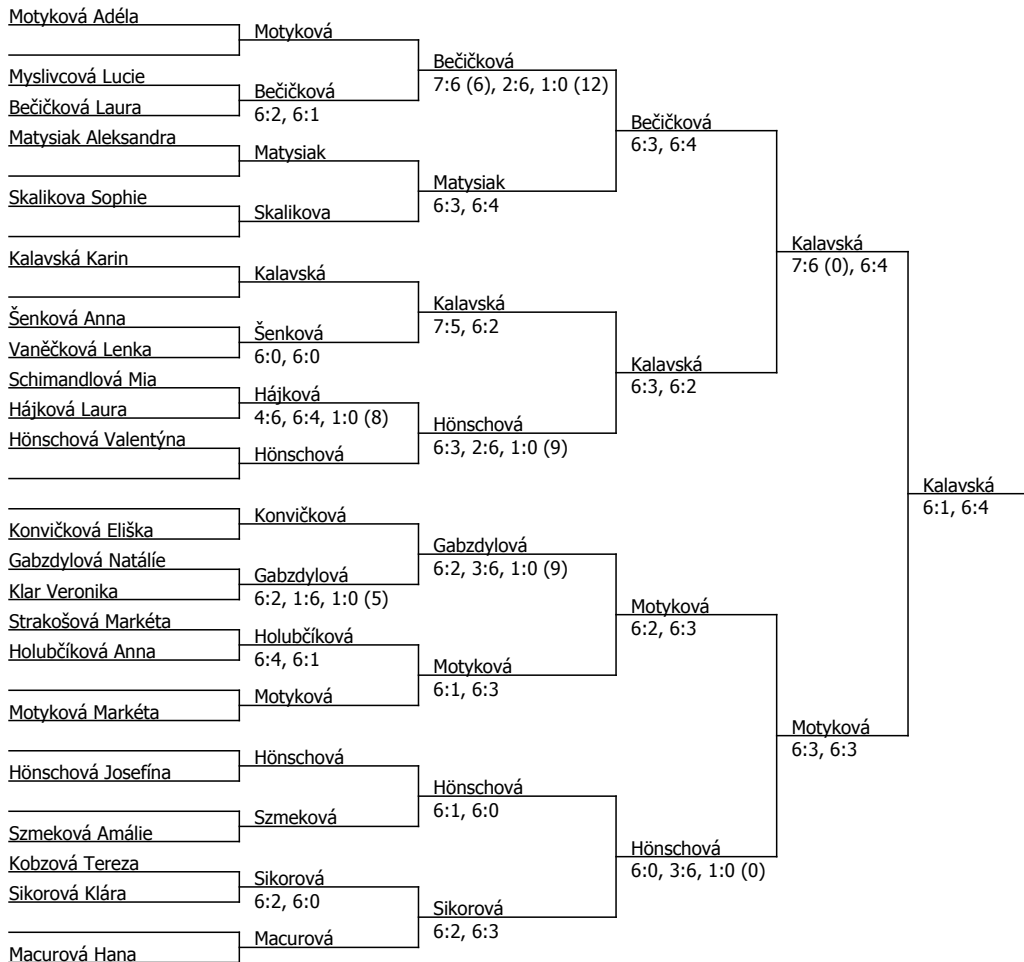 Motyková Adéla
Myslivcová Lucie
Bečičková Laura
Matysiak Aleksandra
Skalikova Sophie
Kalavská Karin
Šenková Anna
Vaněčková Lenka
Schimandlová Mia
Hájková Laura
Hönschová Valentýna
Konvičková Eliška
Gabzdylová Natálíe
Klar Veronika
Strakošová Markéta
Holubčíková Anna
Motyková Markéta
Hönschová Josefína
Szmeková Amálie
Kobzová Tereza
Sikorová Klára
Macurová Hana
Motyková
Bečičková
6:2, 6:1
Matysiak
Skalikova
Kalavská
Šenková
6:0, 6:0
Hájková
4:6, 6:4, 1:0 (8)
Hönschová
Konvičková
Gabzdylová
6:2, 1:6, 1:0 (5)
Holubčíková
6:4, 6:1
Motyková
Hönschová
Szmeková
Sikorová
6:2, 6:0
Macurová
Bečičková
7:6 (6), 2:6, 1:0 (12)
Matysiak
6:3, 6:4
Kalavská
7:5, 6:2
Hönschová
6:3, 2:6, 1:0 (9)
Gabzdylová
6:2, 3:6, 1:0 (9)
Motyková
6:1, 6:3
Hönschová
6:1, 6:0
Sikorová
6:2, 6:3
Bečičková
6:3, 6:4
Kalavská
6:3, 6:2
Motyková
6:2, 6:3
Hönschová
6:0, 3:6, 1:0 (0)
Kalavská
7:6 (0), 6:4
Motyková
6:3, 6:3
Kalavská
6:1, 6:4